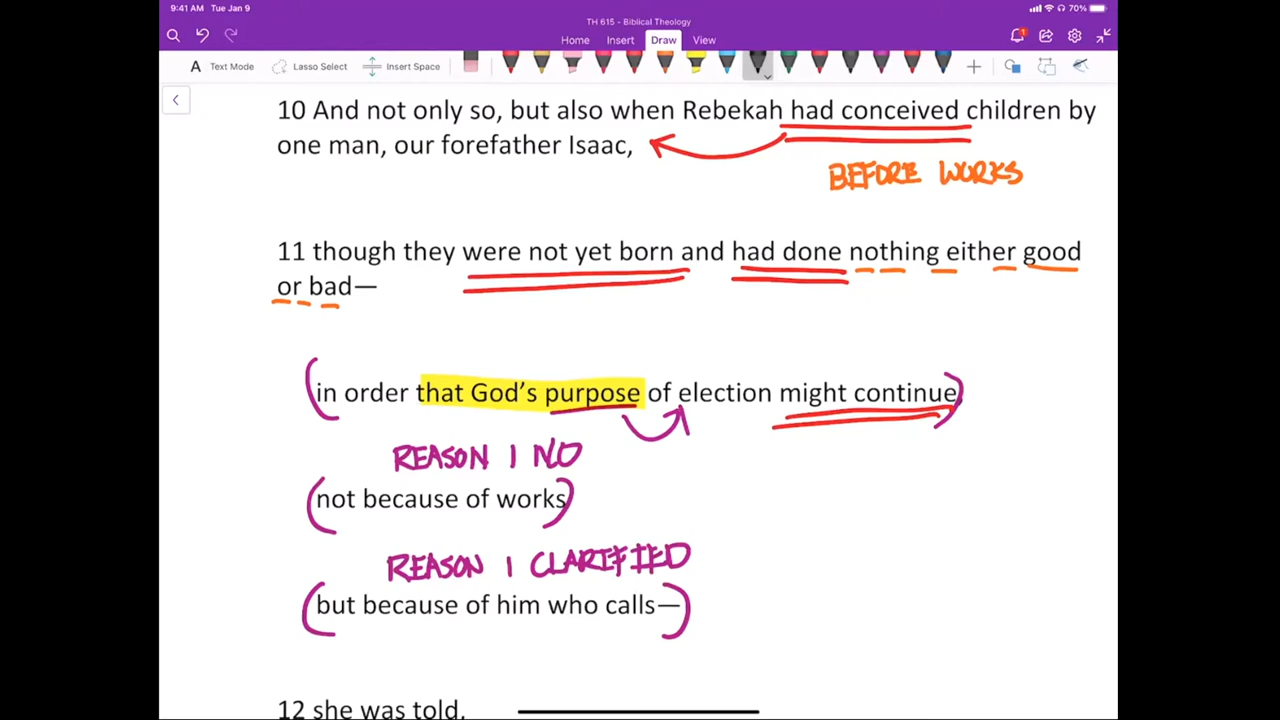 9:41 AM Tue Jan 9
70%
TH 615 - Biblical Theology
Home Insert Draw View
1
A Text Mode Lasso Select Insert Space
10 And not only so, but also when Rebekah had conceived children by
one man, our forefather Isaac,
BEFORE WORKS
11 though they were not yet born and had done nothing either good
or bad—
(in order that God's purpose of election might continue,)
REASON 1 NO
(not because of works)
REASON 1 CLARIFIED
(but because of him who calls—)
12 she was told,